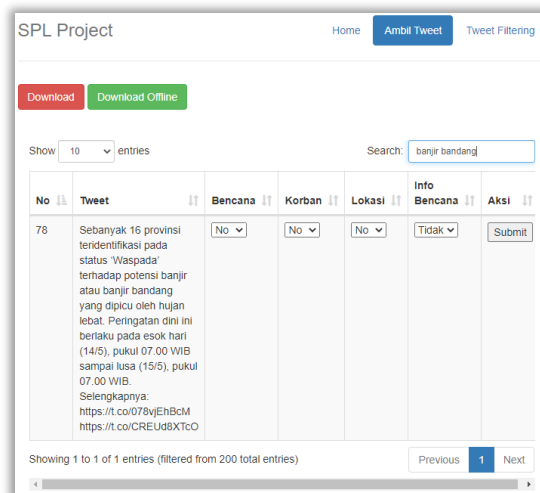 SPL Project
Home Ambil Tweet Tweet Filtering
Download Download Offline
Show 10 entries Search: banjir bandang
No Tweet Bencana Korban Lokasi Info Bencana Aksi
78 Sebanyak 16 provinsi No No No Tidak Submit
teridentifikasi pada
status 'Waspada'
terhadap potensi banjir
atau banjir bandang
yang dipicu oleh hujan
lebat. Peringatan dini ini
berlaku pada esok hari
(14/5), pukul 07.00 WIB
sampai lusa (15/5), pukul
07.00 WIB.
Selengkapnya:
https://t.co/078vjEhBcM
https://t.co/CREUd8XTcO
Showing 1 to 1 of 1 entries (filtered from 200 total entries) Previous 1 Next